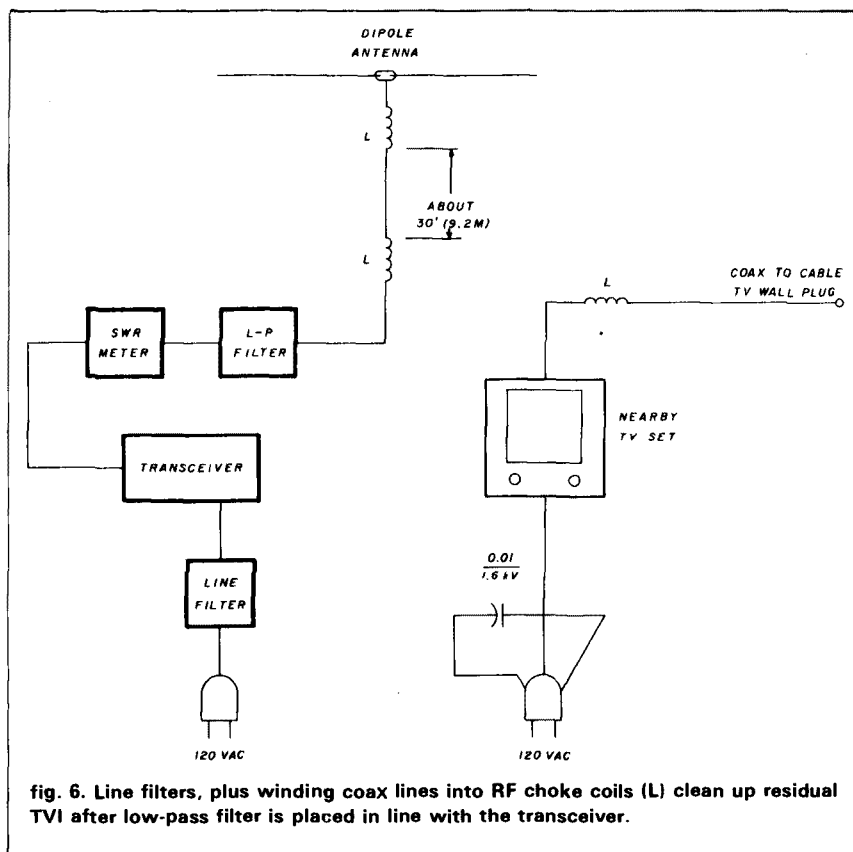 DIPOLE
ANTENNA
L
ABOUT
30' (9.2M)
L
L
COAX TO CABLE
TV WALL PLUG
SWR
METER
L-P
FILTER
NEARBY
TV SET
TRANSCEIVER
0.01
1.6 kV
LINE
FILTER
120 VAC
120 VAC
fig. 6. Line filters, plus winding coax lines into RF choke coils (L) clean up residual
TVI after low-pass filter is placed in line with the transceiver.